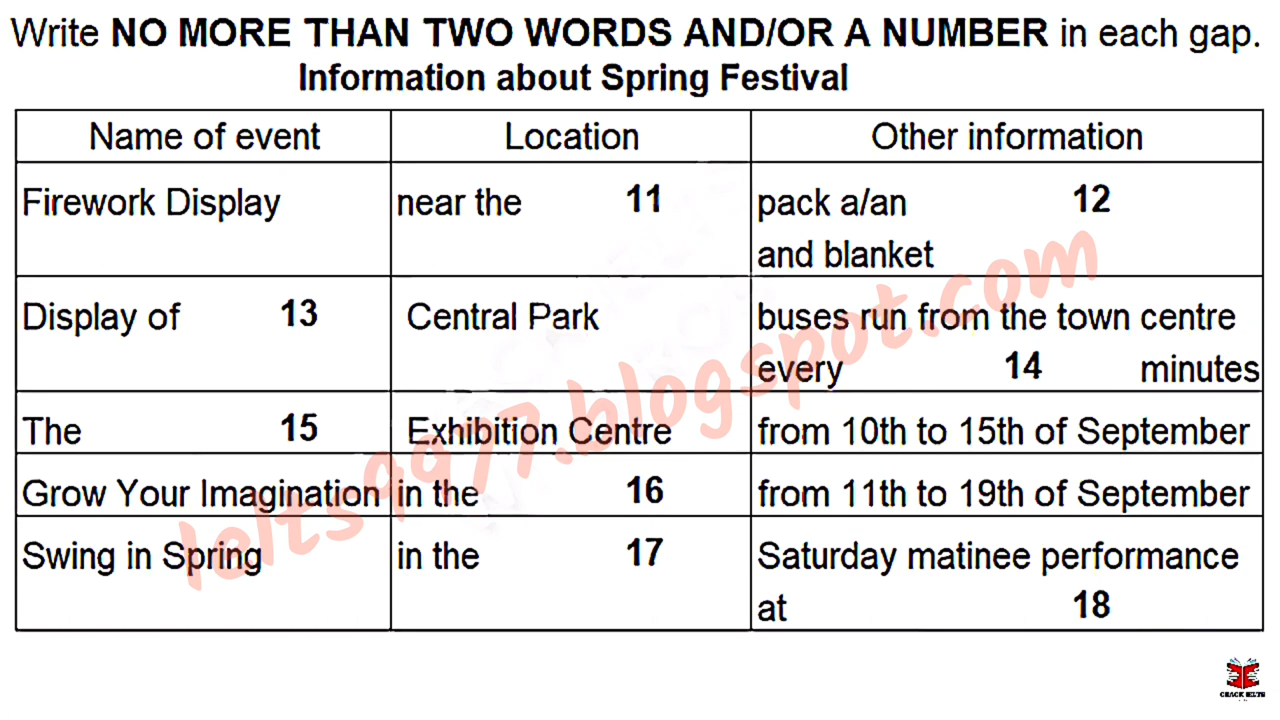 Write NO MORE THAN TWO WORDS AND/OR A NUMBER in each gap.
Information about Spring Festival
Name of event Location Other information
Firework Display near the 11 pack a/an 12
and blanket
Display of 13 Central Park buses run from the town centre
every 14 minutes
The 15 Exhibition Centre from 10th to 15th of September
Grow Your Imagination in the 16 from 11th to 19th of September
Swing in Spring in the 17 Saturday matinee performance
at 18
Ielts9977.blogspot.com
CRACK IELTS